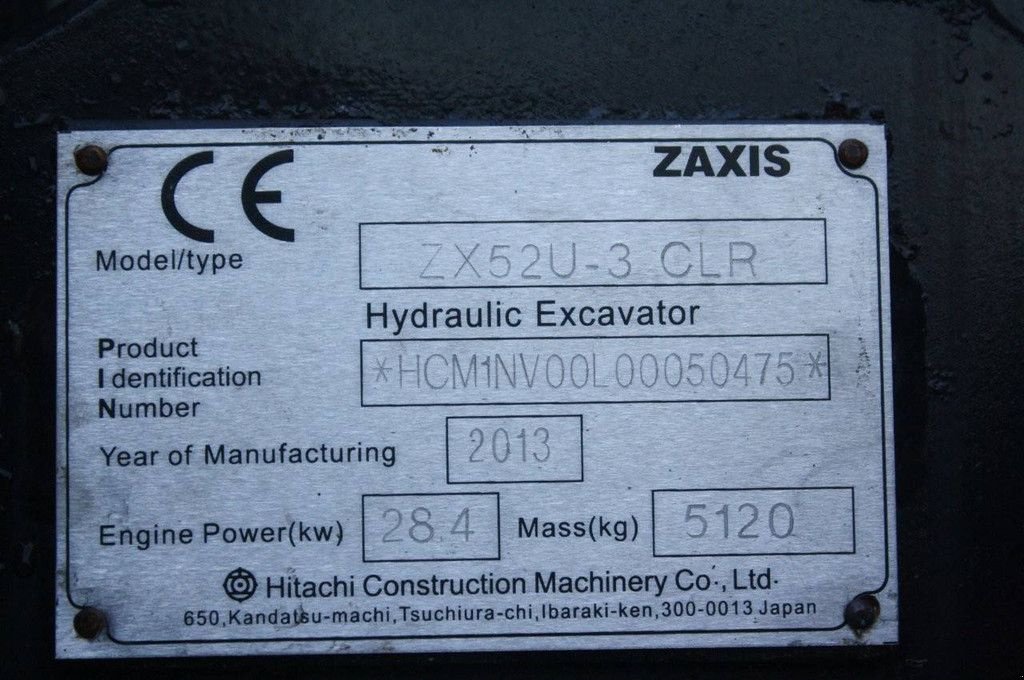 CE ZAXIS
Model/type ZX52U-3 CLR
Hydraulic Excavator
Product
Identification *HCM1NV00L00050475*
Number
Year of Manufacturing 2013
Engine Power(kw) 28.4 Mass(kg) 5120
Hitachi Construction Machinery Co., Ltd.
650,Kandatsu-machi,Tsuchiura-chi,Ibaraki-ken,300-0013 Japan